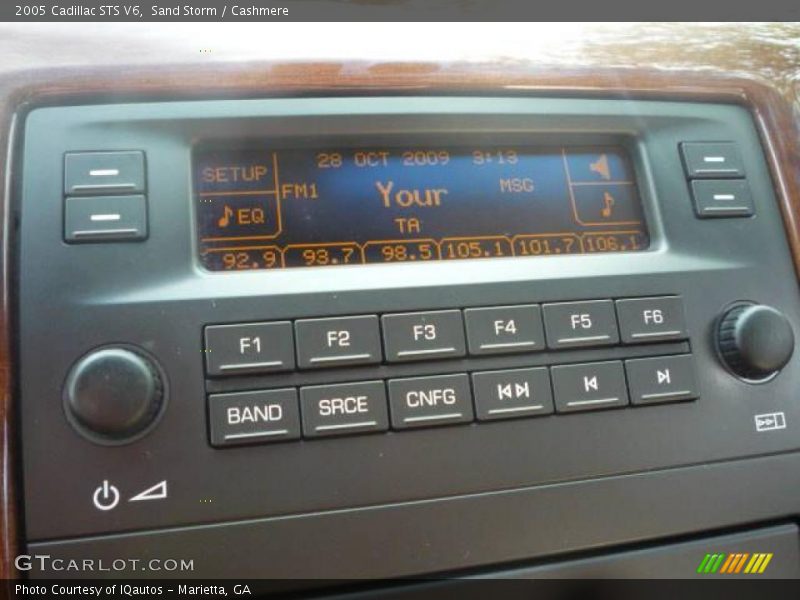 2005 Cadillac STS V6, Sand Storm / Cashmere
28 OCT 2009 3:13
SETUP
FM1 Your MSG
EQ
TA
92.9 93.7 98.5 105.1 101.7 106.1
F1 F2 F3 F4 F5 F6
BAND SRCE CNFG
GTCARLOT.COM
Photo Courtesy of IQautos - Marietta, GA